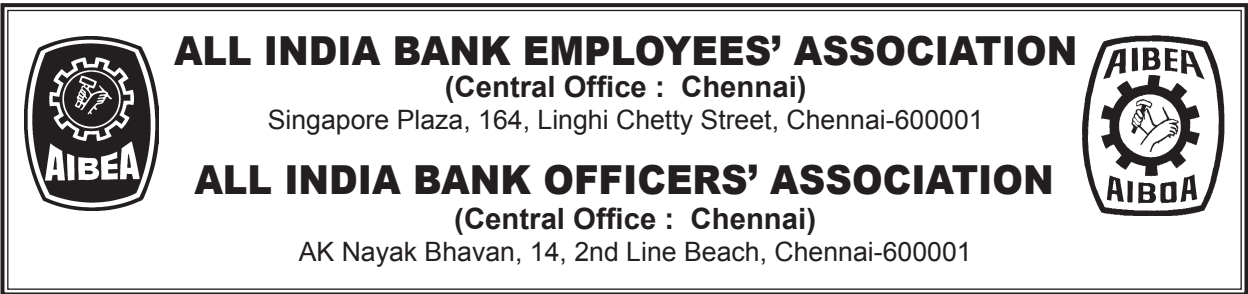 ALL INDIA BANK EMPLOYEES’ ASSOCIATION
(Central Office :  Chennai)
Singapore Plaza, 164, Linghi Chetty Street, Chennai-600001
AIBEA
ALL INDIA BANK OFFICERS’ ASSOCIATION
(Central Office :  Chennai)
AK Nayak Bhavan, 14, 2nd Line Beach, Chennai-600001
AIBEA
AIBOA